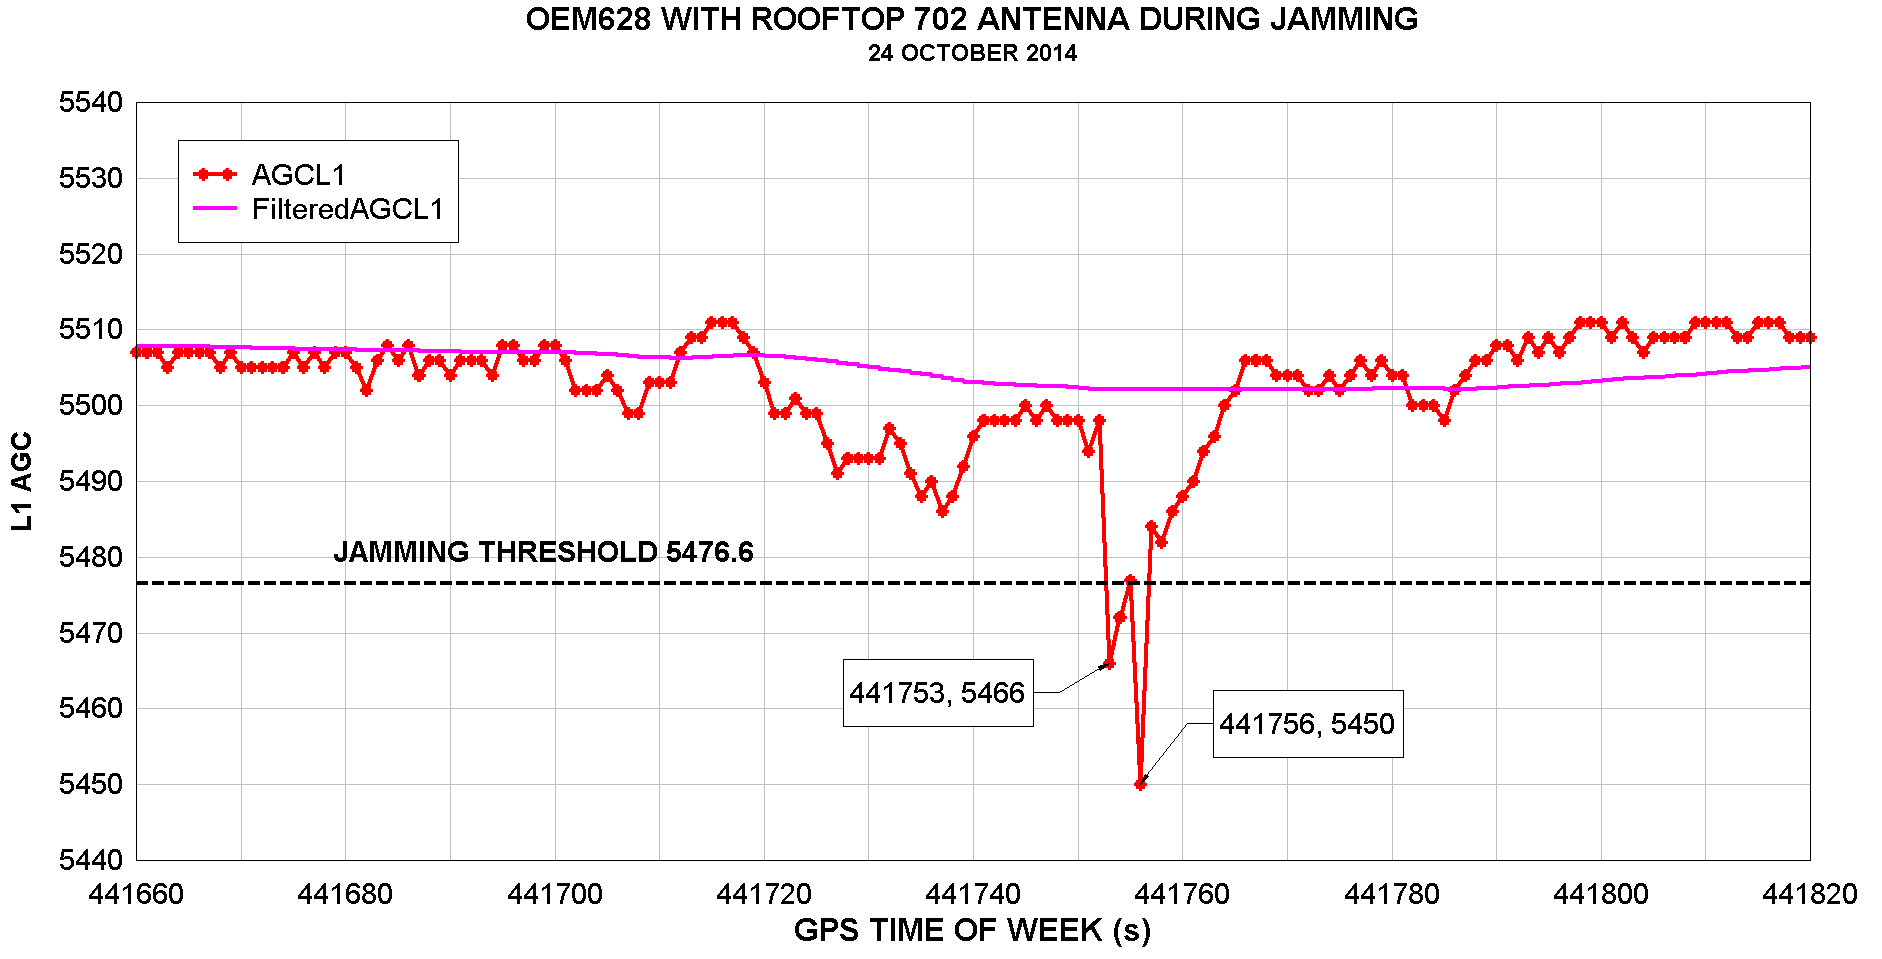 OEM628 WITH ROOFTOP 702 ANTENNA DURING JAMMING
24 OCTOBER 2014
5540
5530
5520
5510
5500
5490
5480
5470
5460
5450
5440
L1 AGC
AGCL1
FilteredAGCL1
JAMMING THRESHOLD 5476.6
441753, 5466
441756, 5450
441660 441680 441700 441720 441740 441760 441780 441800 441820
GPS TIME OF WEEK (s)